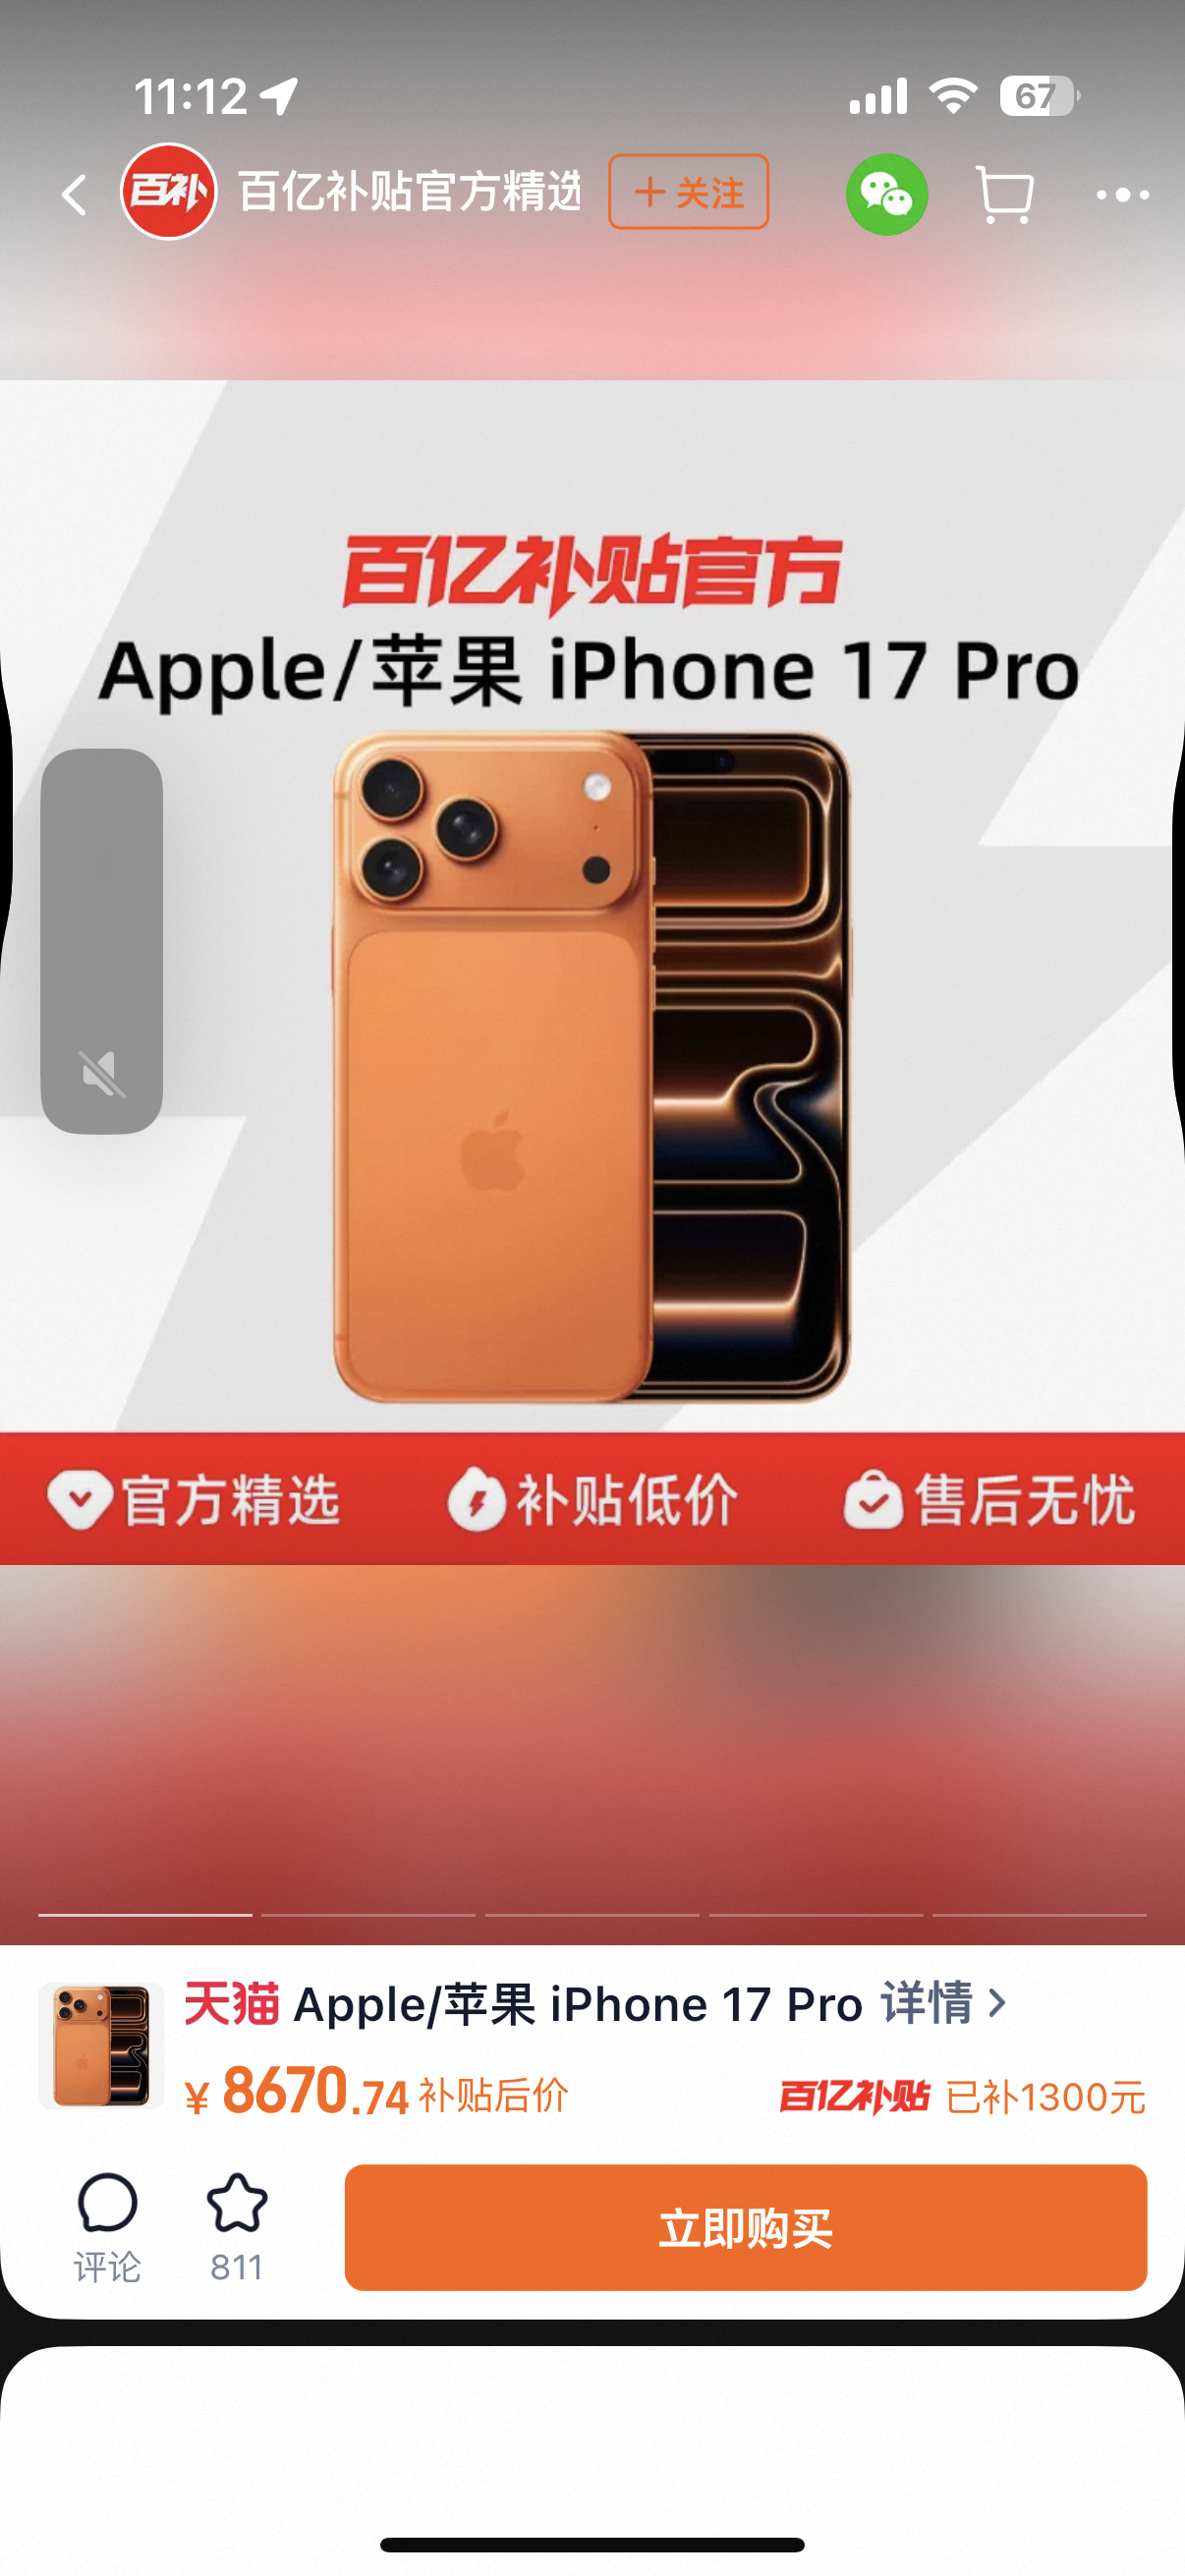 11:12
67
百补
百亿补贴官方精选
+ 关注
百亿补贴官方
Apple/苹果 iPhone 17 Pro
官方精选
补贴低价
售后无忧
天猫 Apple/苹果 iPhone 17 Pro 详情 >
¥ 8670.74 补贴后价
百亿补贴 已补1300元
评论
811
立即购买